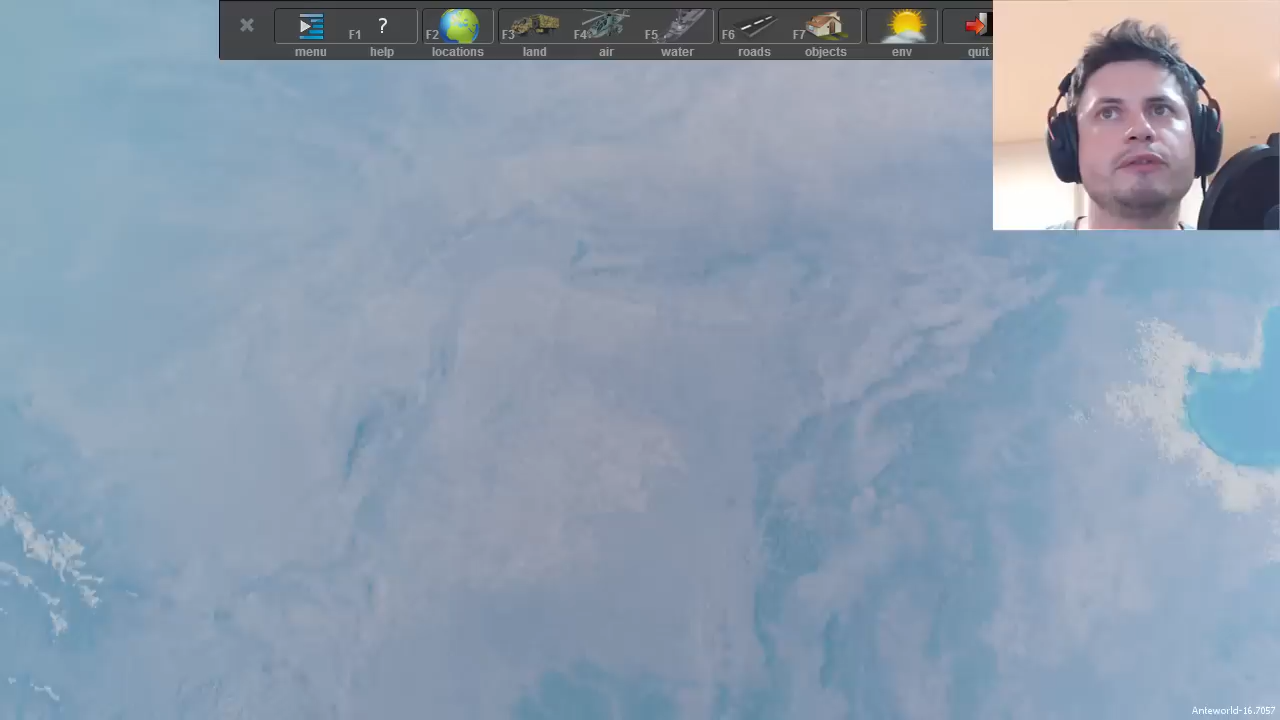 F1 ? F2 F3 F4 F5 F6 F7
menu help locations land air water roads objects env quit
Anteworld-16.7057